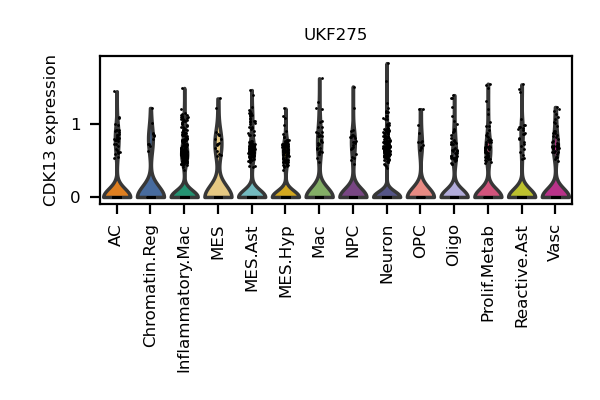 UKF275
CDK13 expression
1
0
AC
Chromatin.Reg
Inflammatory.Mac
MES
MES.Ast
MES.Hyp
Mac
NPC
Neuron
OPC
Oligo
Prolif.Metab
Reactive.Ast
Vasc